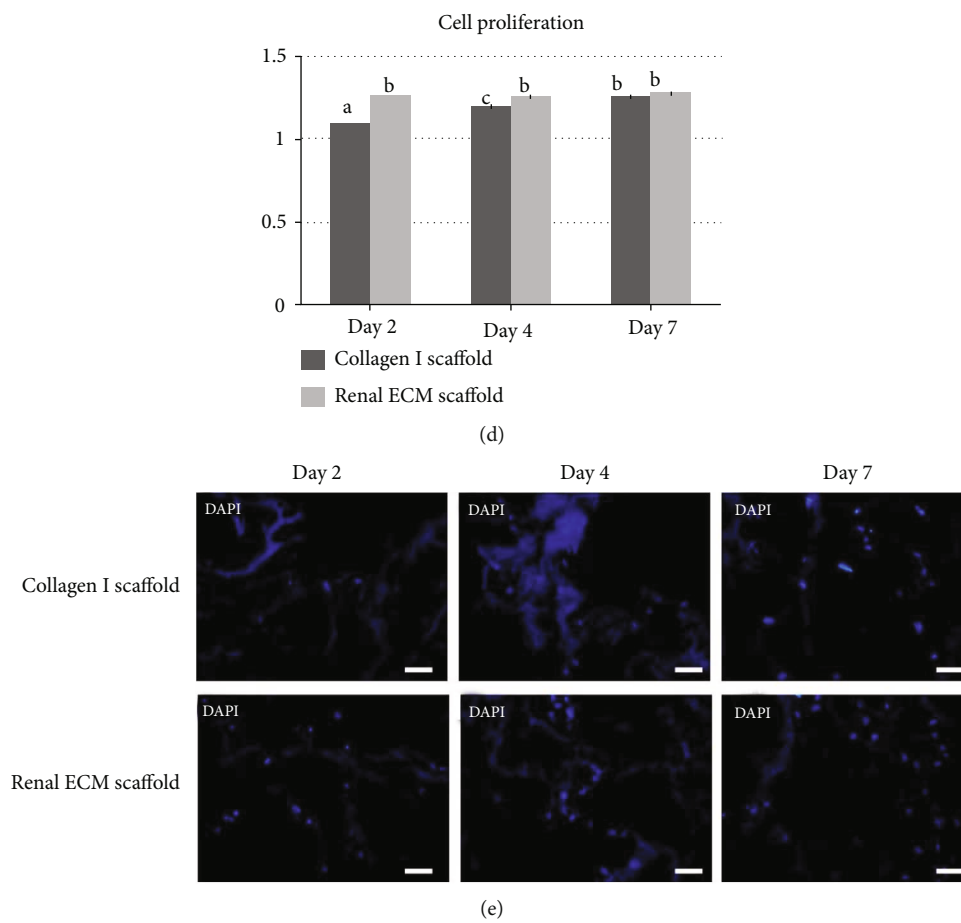 Cell proliferation
1.5
1
0.5
0
a
b
c
b
b
b
Day 2
Day 4
Day 7
Collagen I scaffold
Renal ECM scaffold
(d)
Day 2
Day 4
Day 7
Collagen I scaffold
DAPI
DAPI
DAPI
Renal ECM scaffold
DAPI
DAPI
DAPI
(e)